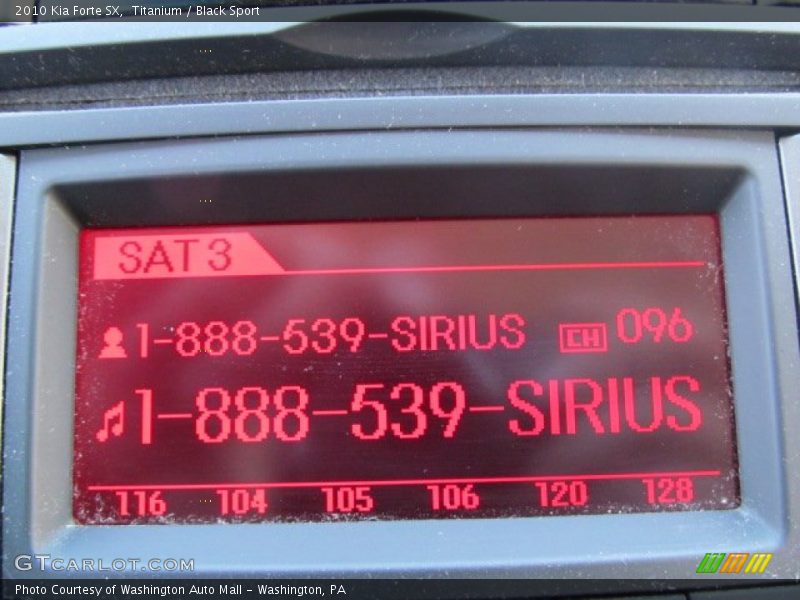 2010 Kia Forte SX,  Titanium / Black Sport
SAT 3
1-888-539-SIRIUS CH 096
1-888-539-SIRIUS
116 104 105 106 120 128
GTCARLOT.COM
Photo Courtesy of Washington Auto Mall - Washington, PA